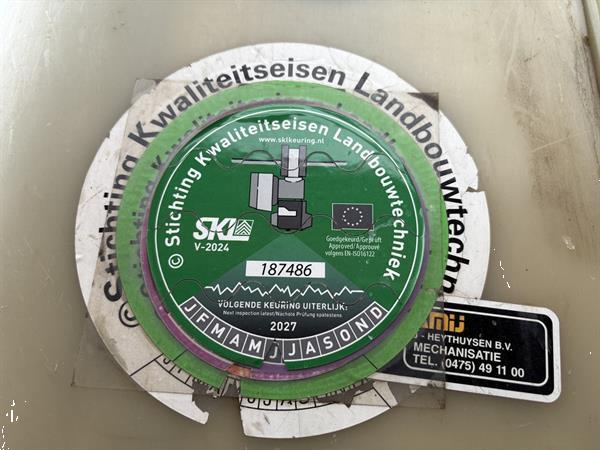 Stichting Kwaliteitseisen Landbouwtechn
©
© Stichting Kwaliteitseisen Landbouwtechniek
www.sklkeuring.nl
SKL
V-2024
Goedgekeurd/Geprüft
Approved/Approuvé
volgens EN-ISO16122
187486
VOLGENDE KEURING UITERLIJK:
Next inspection latest/Nächste Prüfung spätestens
2027
J F M A M J J A S O N D
- HEYTHUYSEN B.V.
MECHANISATIE
TEL. (0475) 49 11 00